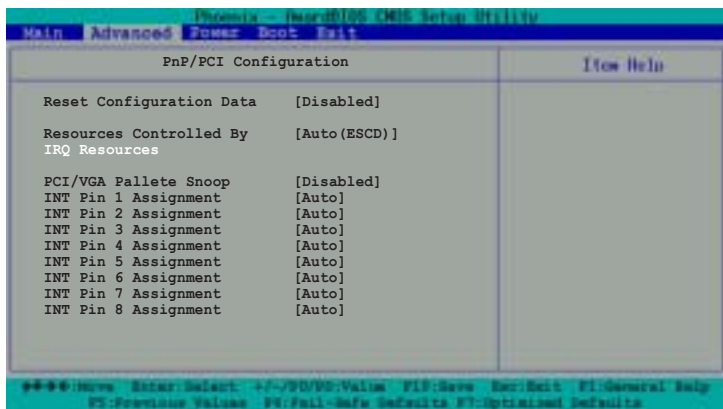 Phoenix - AwardBIOS CMOS Setup Utility
Main Advanced Power Boot Exit
PnP/PCI Configuration
Item Help
Reset Configuration Data [Disabled]
Resources Controlled By [Auto(ESCD)]
IRQ Resources
PCI/VGA Pallete Snoop [Disabled]
INT Pin 1 Assignment [Auto]
INT Pin 2 Assignment [Auto]
INT Pin 3 Assignment [Auto]
INT Pin 4 Assignment [Auto]
INT Pin 5 Assignment [Auto]
INT Pin 6 Assignment [Auto]
INT Pin 7 Assignment [Auto]
INT Pin 8 Assignment [Auto]
:Move Enter:Select +/-/PU/PD:Value F10:Save Esc:Exit F1:General Help
F5:Previous Values F6:Fail-Safe Defaults F7:Optimized Defaults